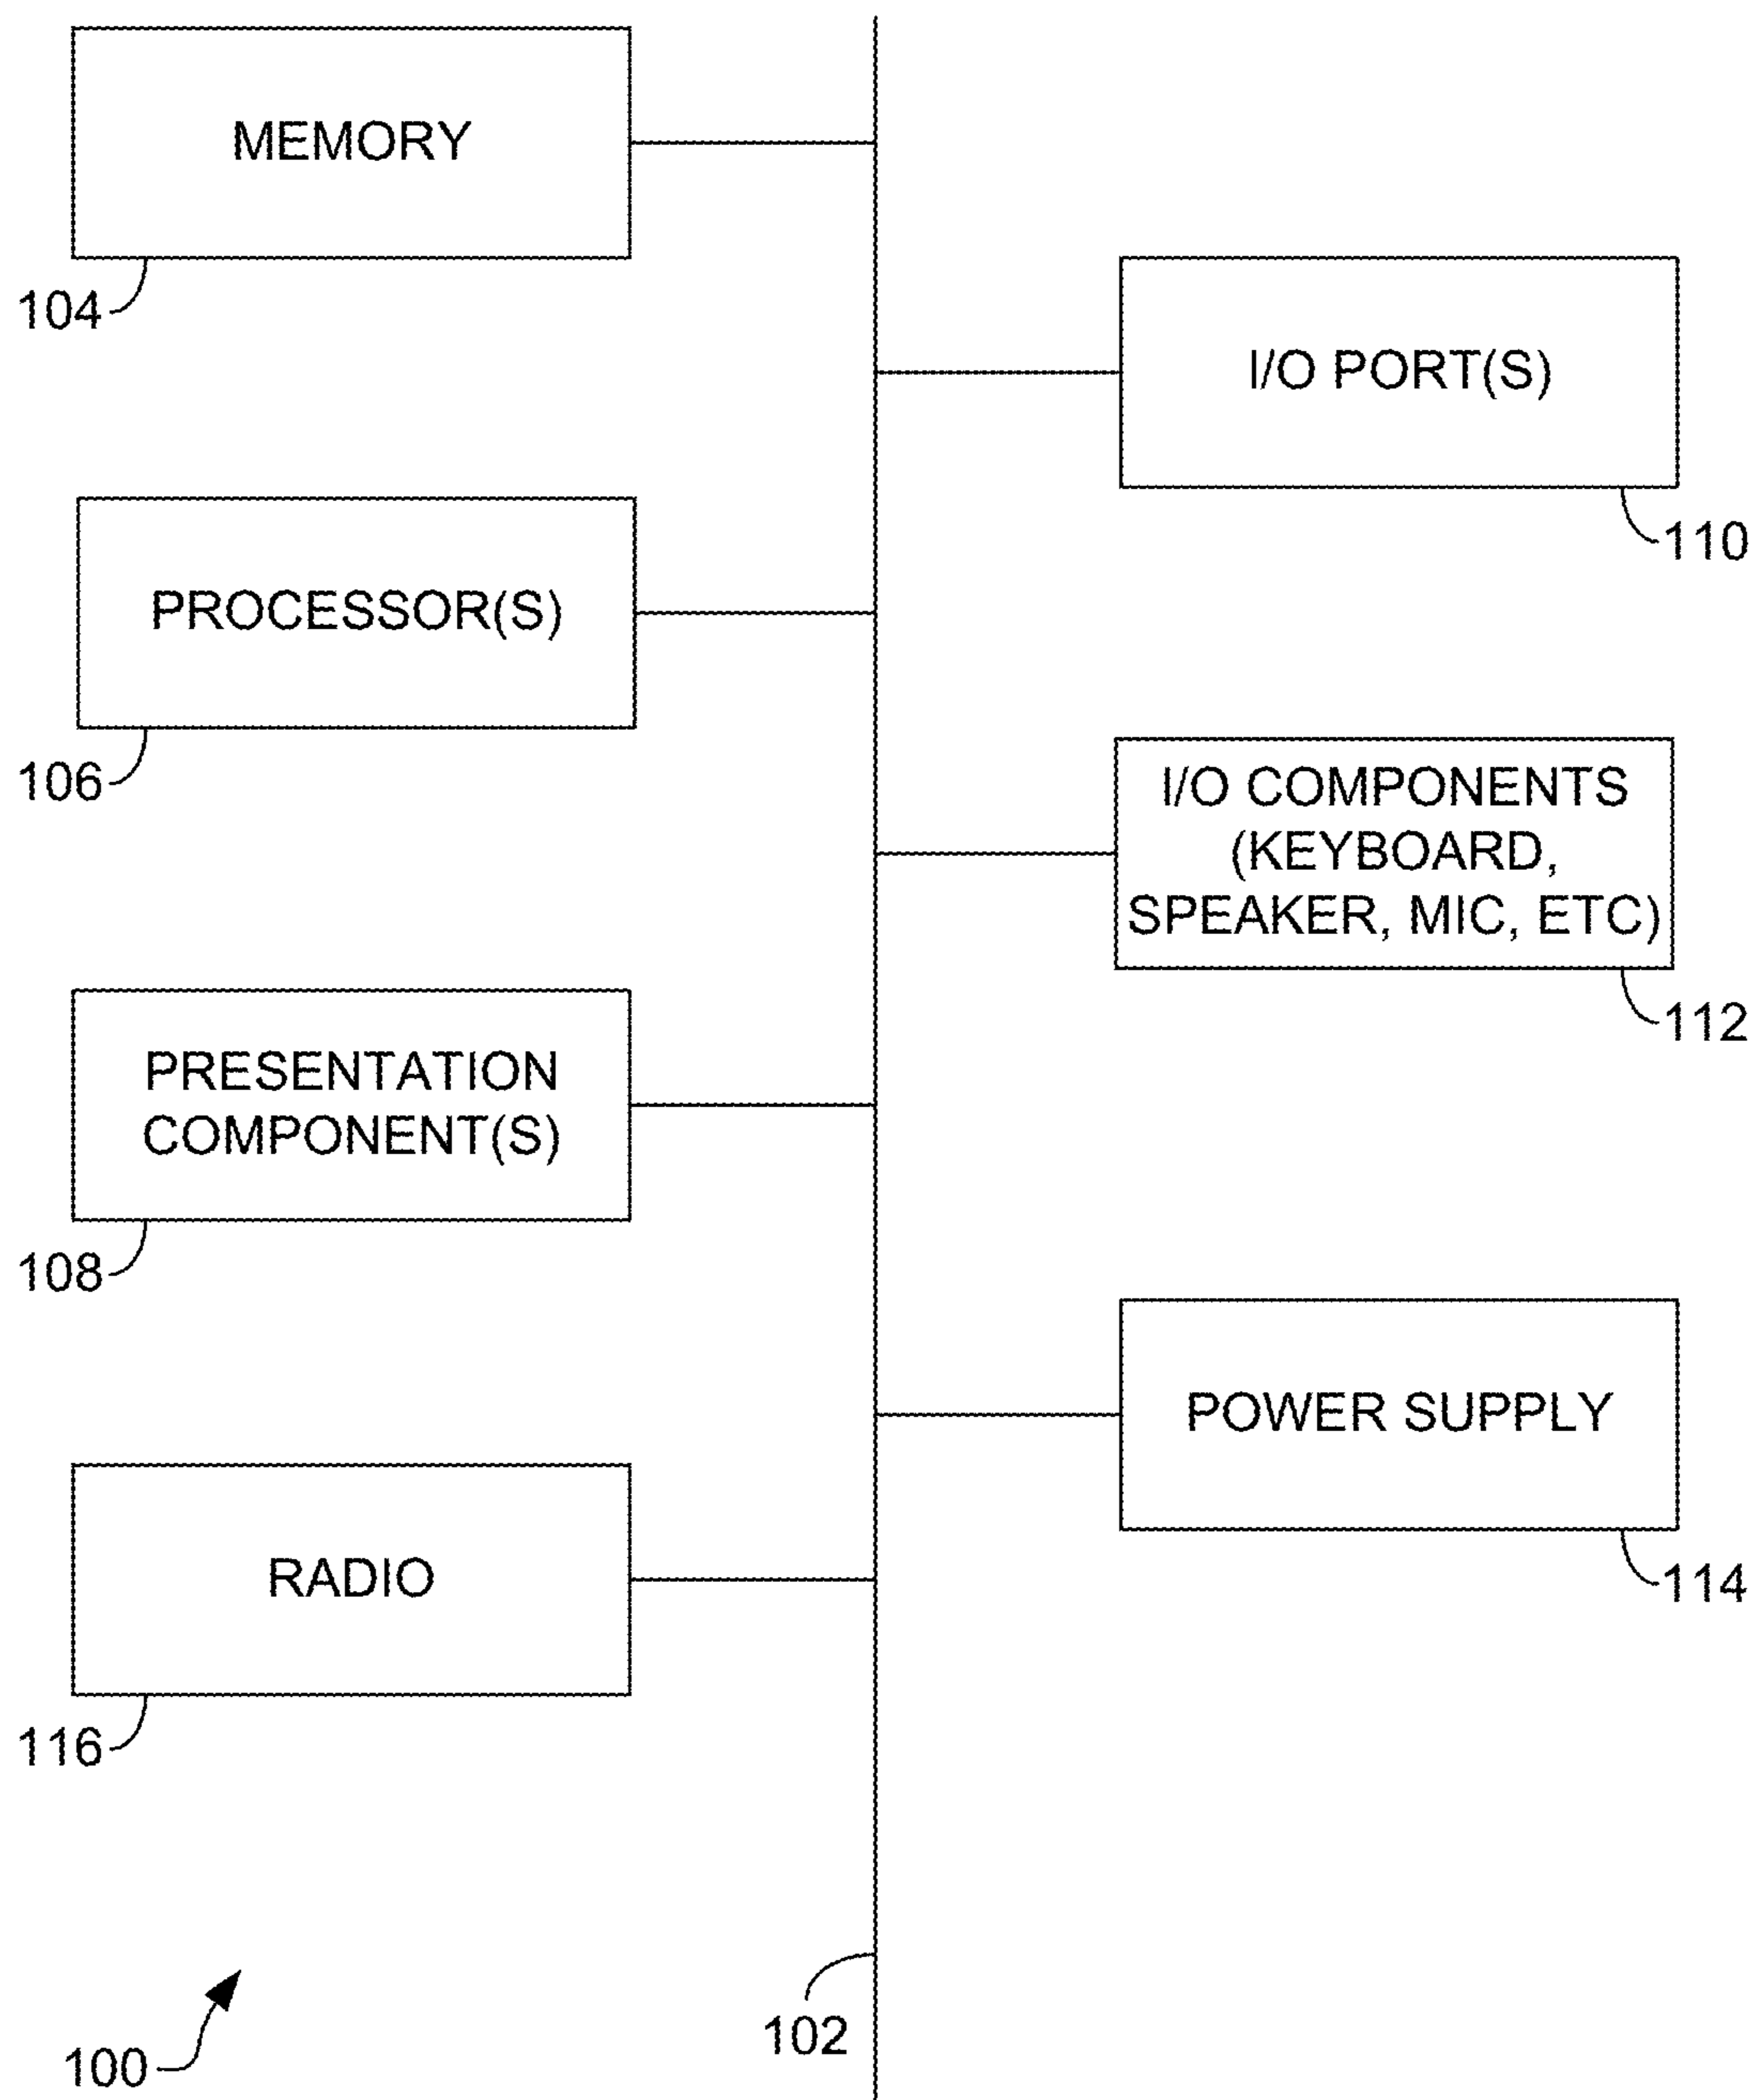 MEMORY
104
I/O PORT(S)
110
PROCESSOR(S)
106
I/O COMPONENTS
(KEYBOARD,
SPEAKER, MIC, ETC)
112
PRESENTATION
COMPONENT(S)
108
POWER SUPPLY
114
RADIO
116
102
100